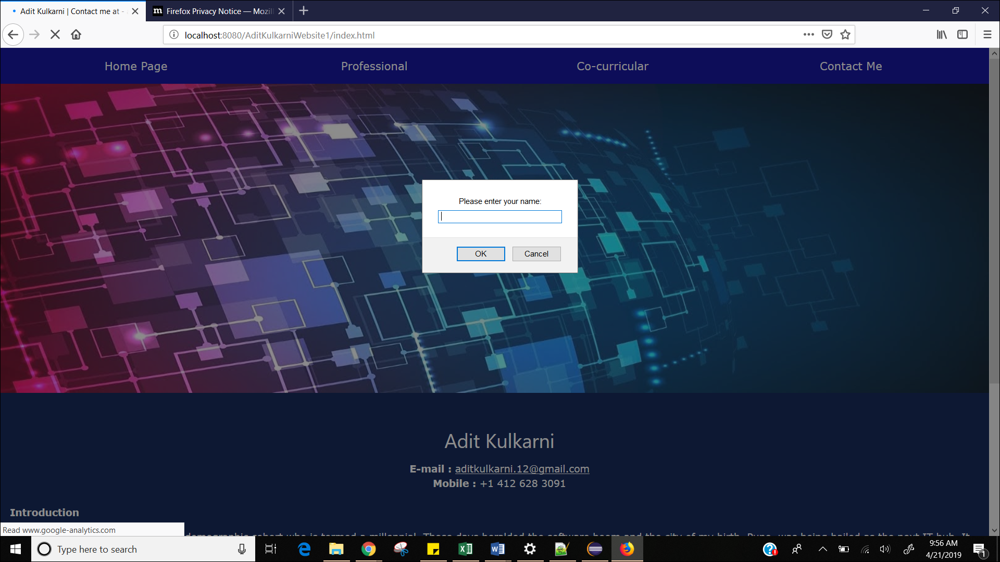 Adit Kulkarni | Contact me at -
Firefox Privacy Notice — Mozil
localhost:8080/AditKulkarniWebsite1/index.html
Home Page
Professional
Co-curricular
Contact Me
Please enter your name:
OK
Cancel
Adit Kulkarni
E-mail : aditkulkarni.12@gmail.com
Mobile : +1 412 628 3091
Introduction
demographic cohort who is termed a millennial. Those days heralded the software boom and the city of my birth, Pune, was being hailed as the next IT hub. It
Read www.google-analytics.com
Type here to search
9:56 AM
4/21/2019
1